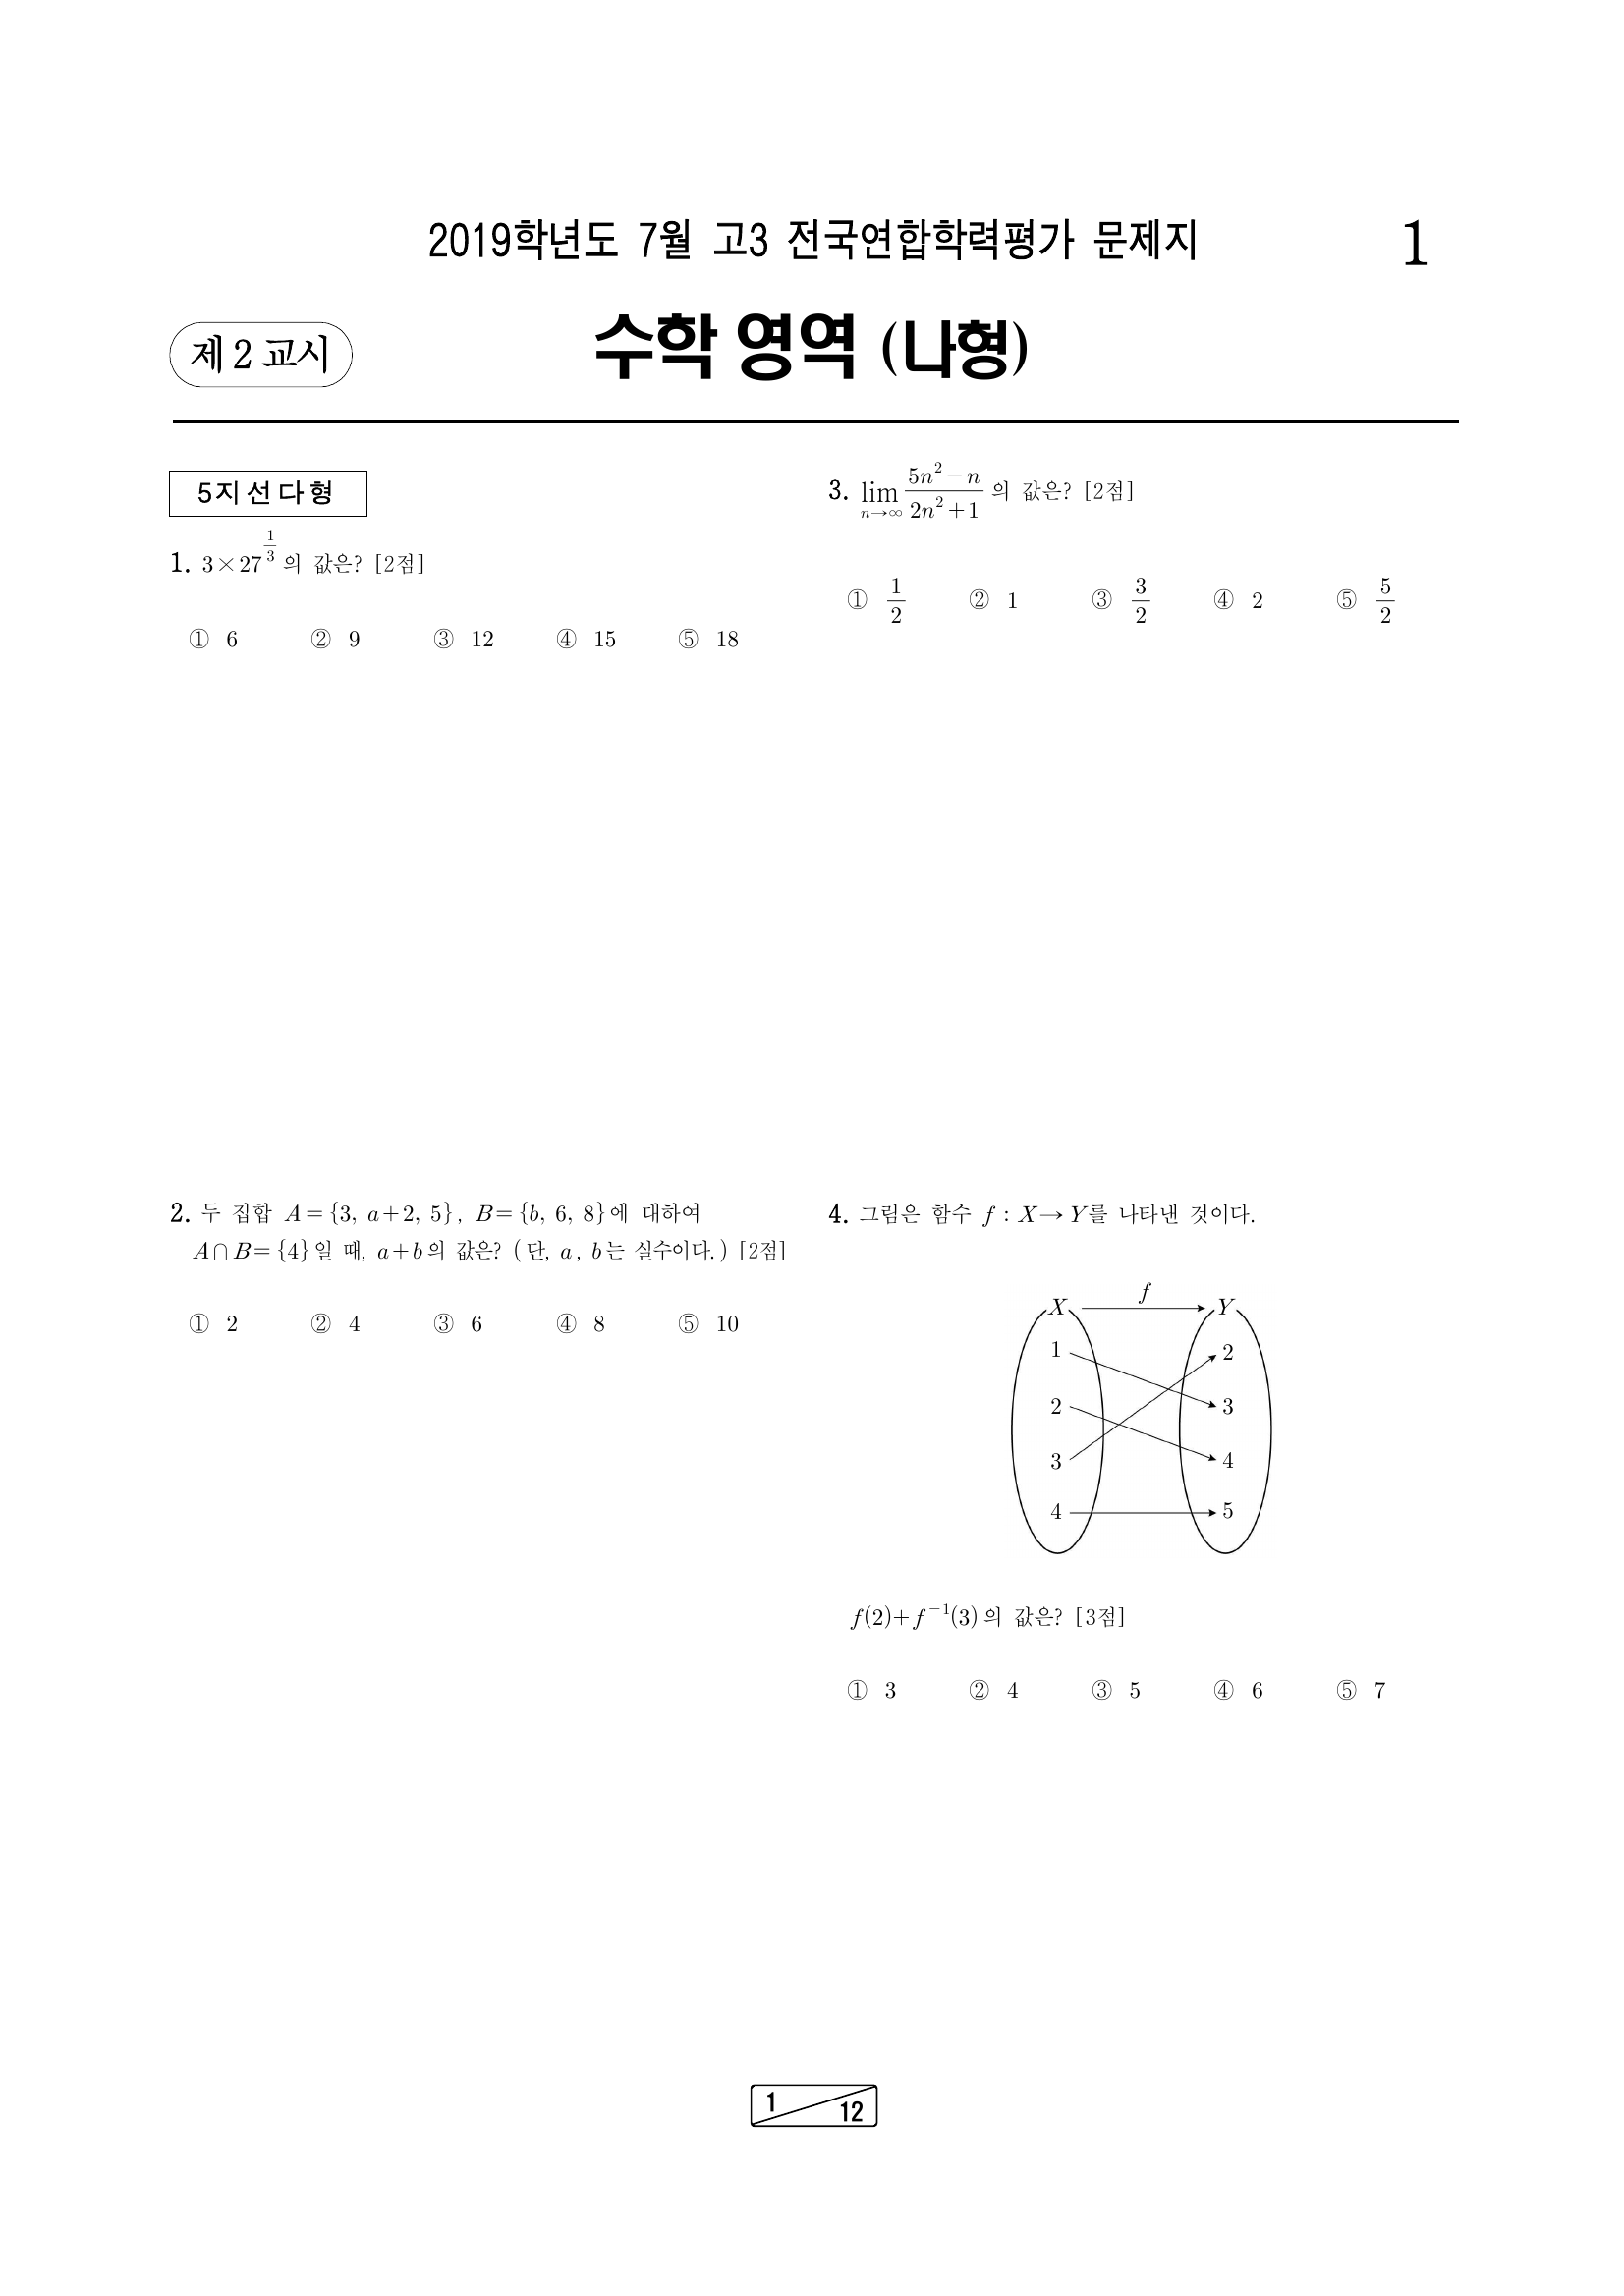 2019학년도 7월 고3 전국연합학력평가 문제지
1
제 2 교시
수학 영역 (나형)
5지선다형
1. $3\times 27^{\frac{1}{3}}$의 값은? [2점]
① 6 ② 9 ③ 12 ④ 15 ⑤ 18
2. 두 집합 $A=\{3, a+2, 5\}$, $B=\{b, 6, 8\}$에 대하여
$A\cap B=\{4\}$일 때, $a+b$의 값은? (단, $a$, $b$는 실수이다.) [2점]
① 2 ② 4 ③ 6 ④ 8 ⑤ 10
3. $\lim_{n\to\infty}\frac{5n^2-n}{2n^2+1}$의 값은? [2점]
① $\frac{1}{2}$ ② 1 ③ $\frac{3}{2}$ ④ 2 ⑤ $\frac{5}{2}$
4. 그림은 함수 $f : X \to Y$를 나타낸 것이다.
f
X Y
1 2
2 3
3 4
4 5
$f(2)+f^{-1}(3)$의 값은? [3점]
① 3 ② 4 ③ 5 ④ 6 ⑤ 7
1
12